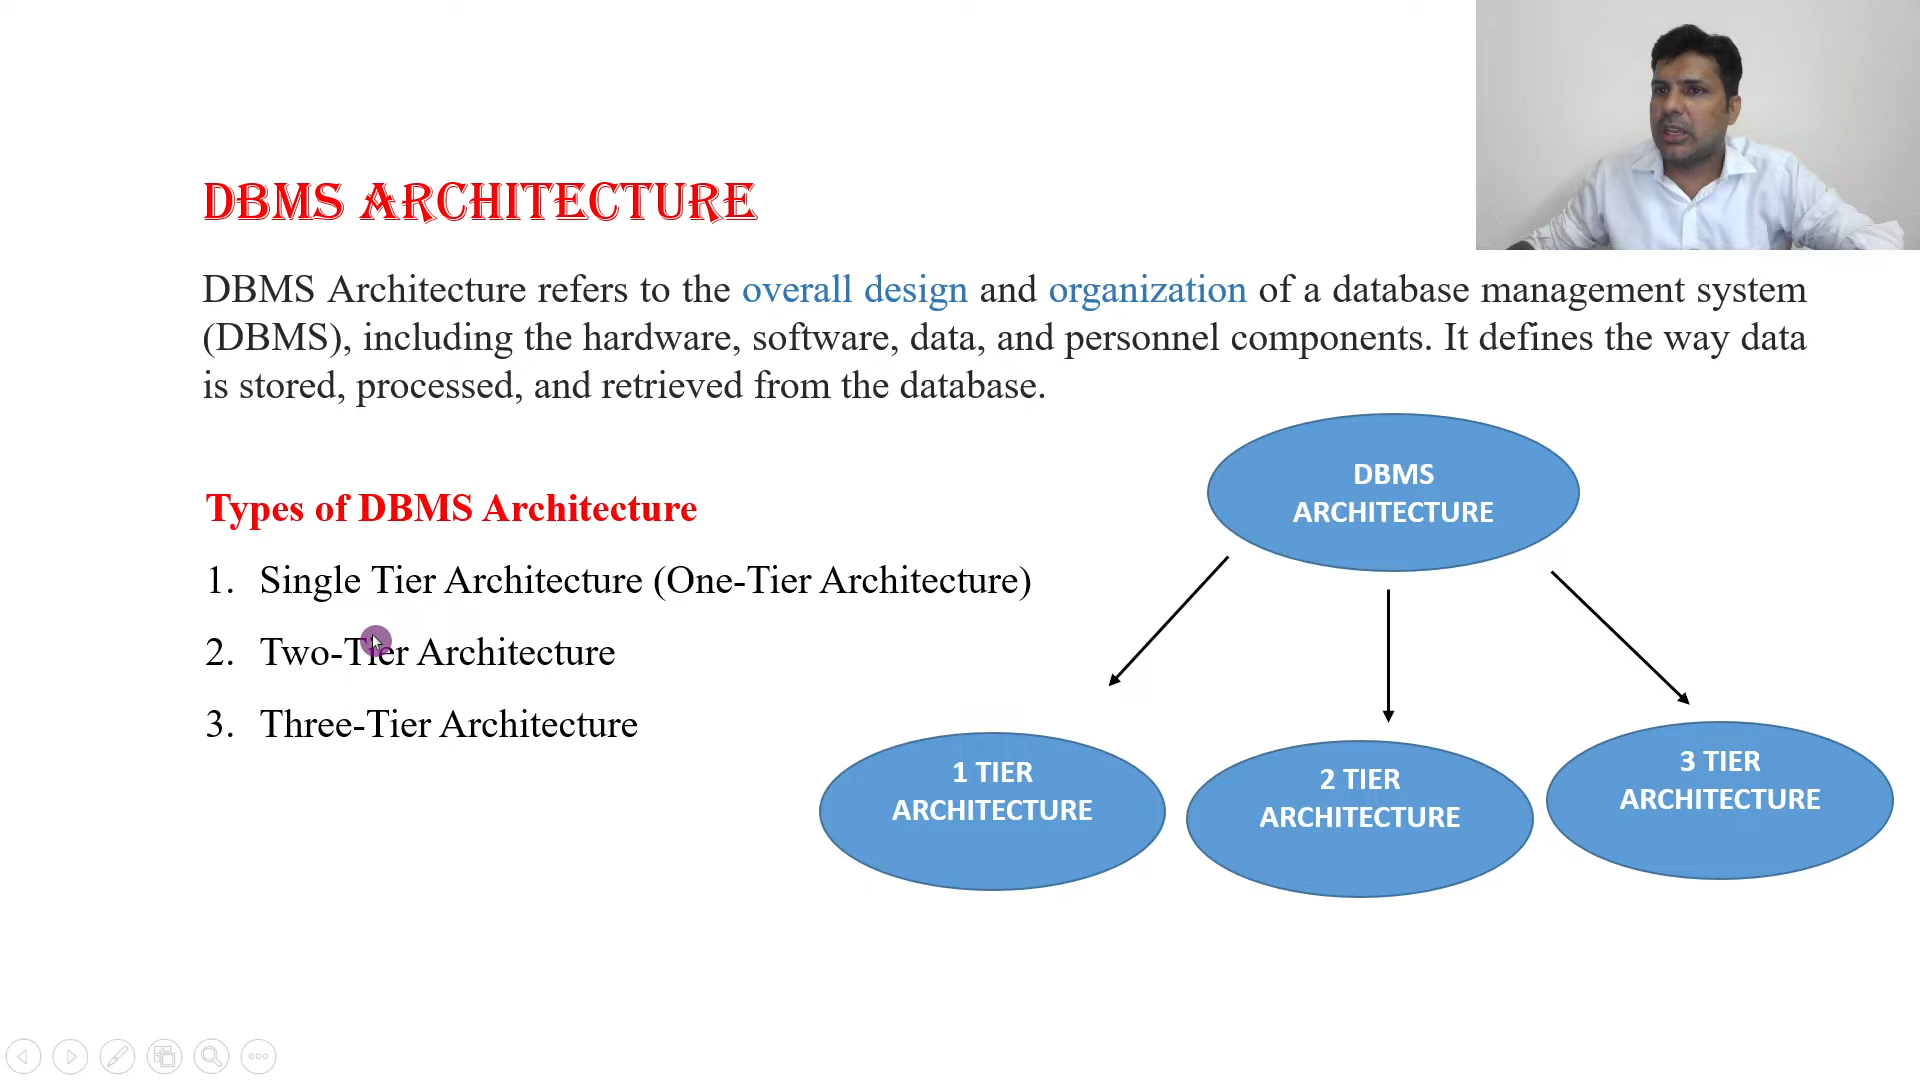 DBMS ARCHITECTURE
DBMS Architecture refers to the overall design and organization of a database management system
(DBMS), including the hardware, software, data, and personnel components. It defines the way data
is stored, processed, and retrieved from the database.
Types of DBMS Architecture
1. Single Tier Architecture (One-Tier Architecture)
2. Two-Tier Architecture
3. Three-Tier Architecture
DBMS
ARCHITECTURE
1 TIER
ARCHITECTURE
2 TIER
ARCHITECTURE
3 TIER
ARCHITECTURE